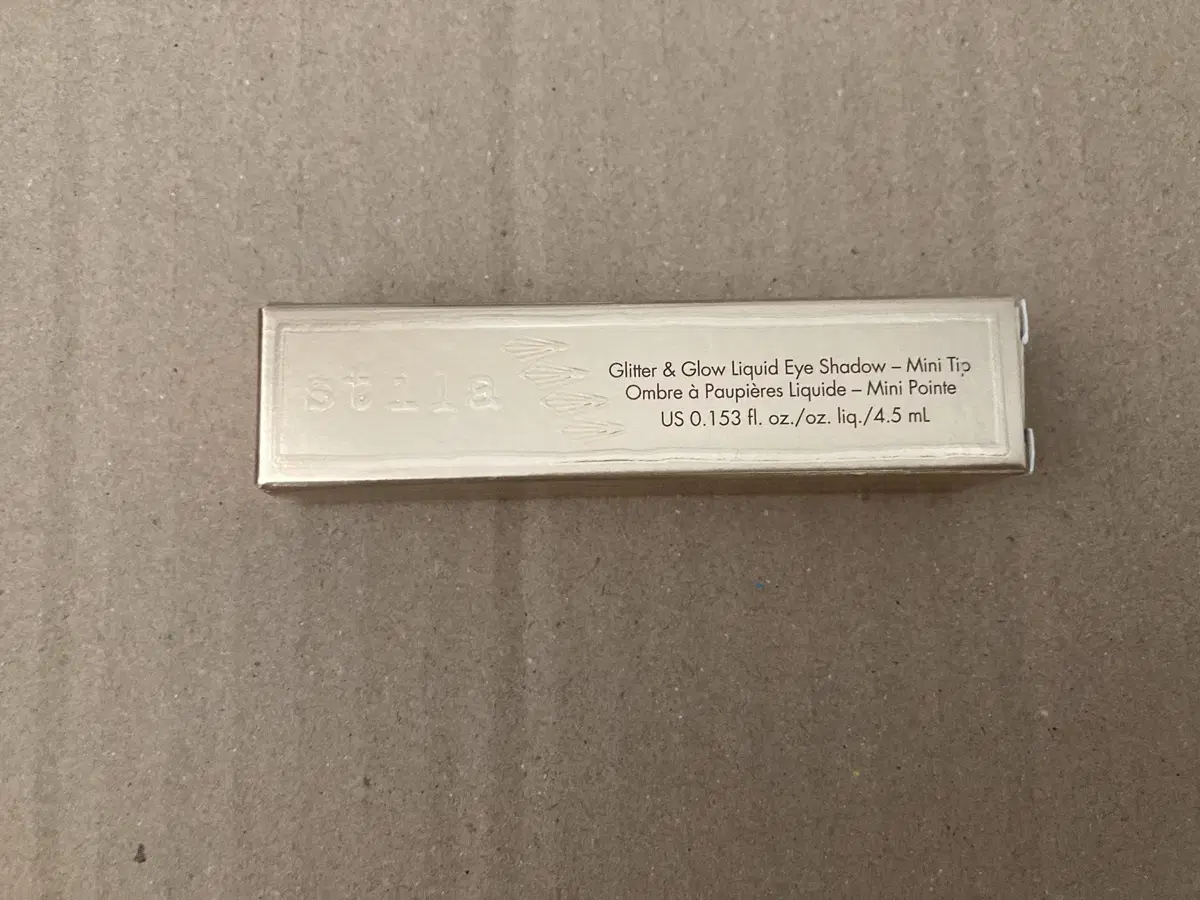 stila
Glitter & Glow Liquid Eye Shadow – Mini Tip
Ombre à Paupières Liquide – Mini Pointe
US 0.153 fl. oz./oz. liq./4.5 mL